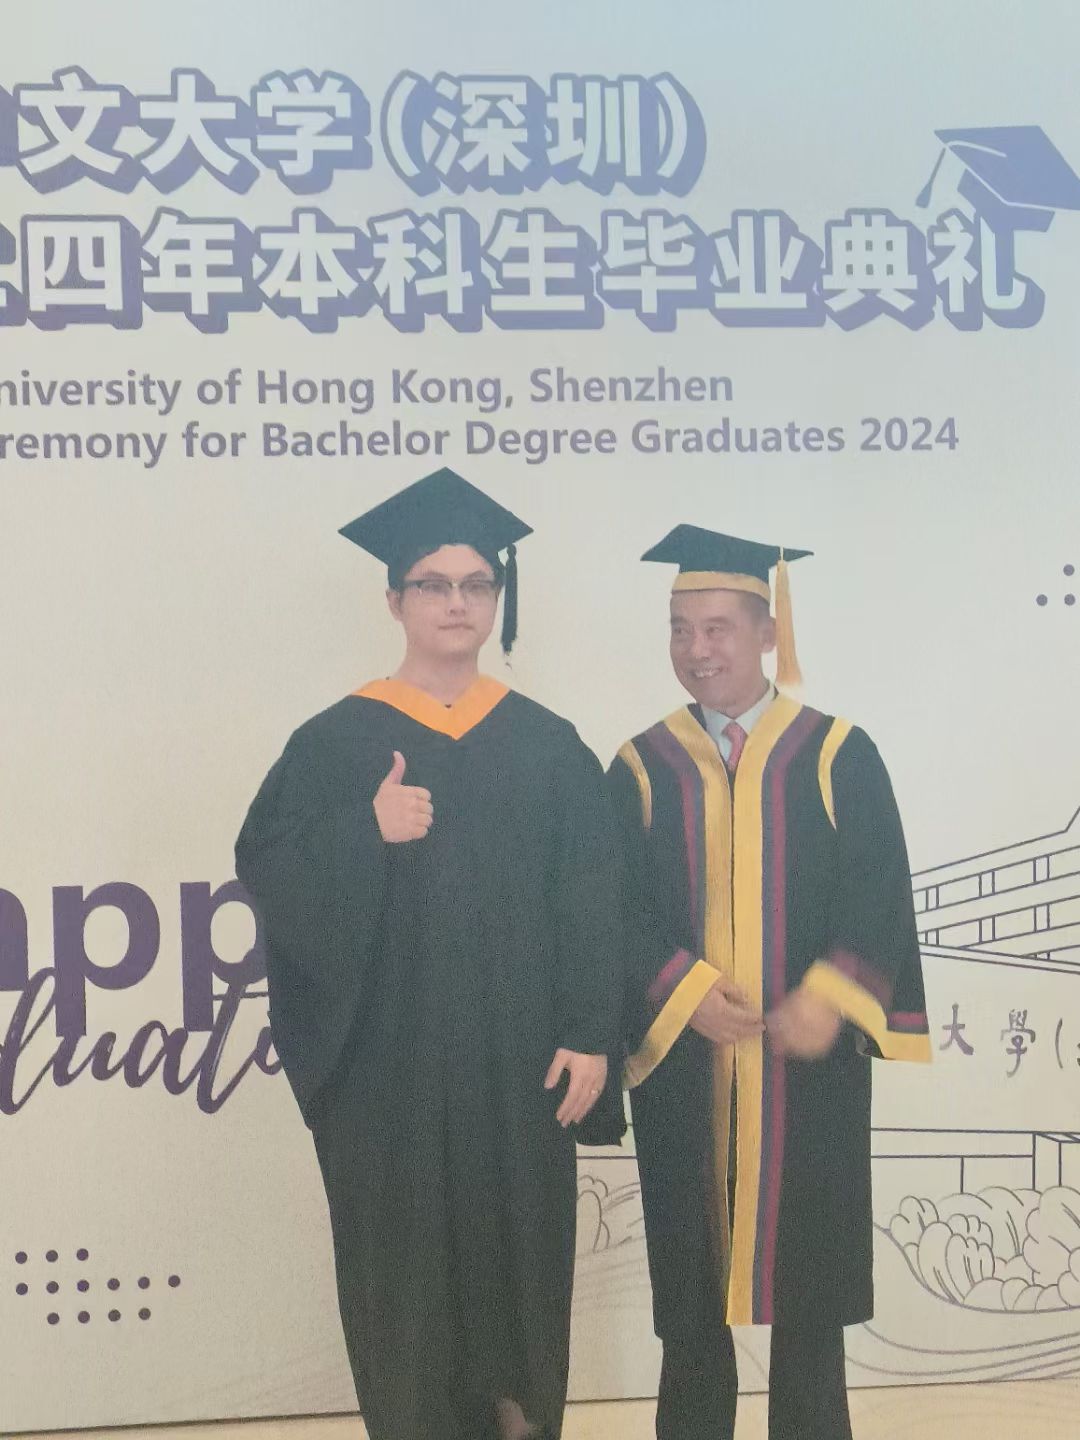 文大学(深圳)
四年本科生毕业典礼
niversity of Hong Kong, Shenzhen
remony for Bachelor Degree Graduates 2024
app
luat
大學(